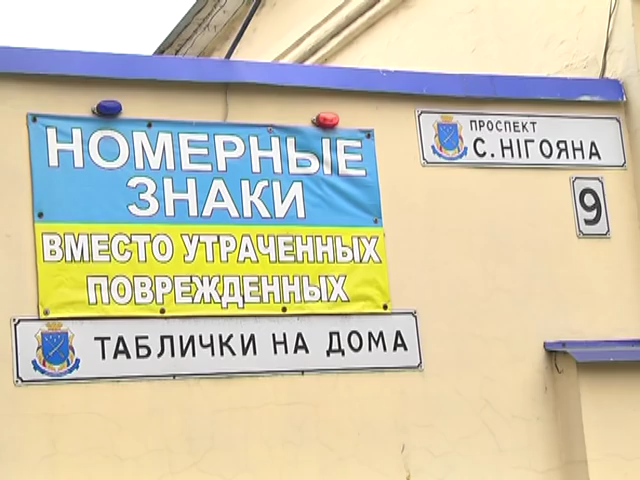 НОМЕРНЫЕ
ЗНАКИ
ВМЕСТО УТРАЧЕННЫХ
ПОВРЕЖДЕННЫХ
ТАБЛИЧКИ НА ДОМА
ПРОСПЕКТ
С. НІГОЯНА
9